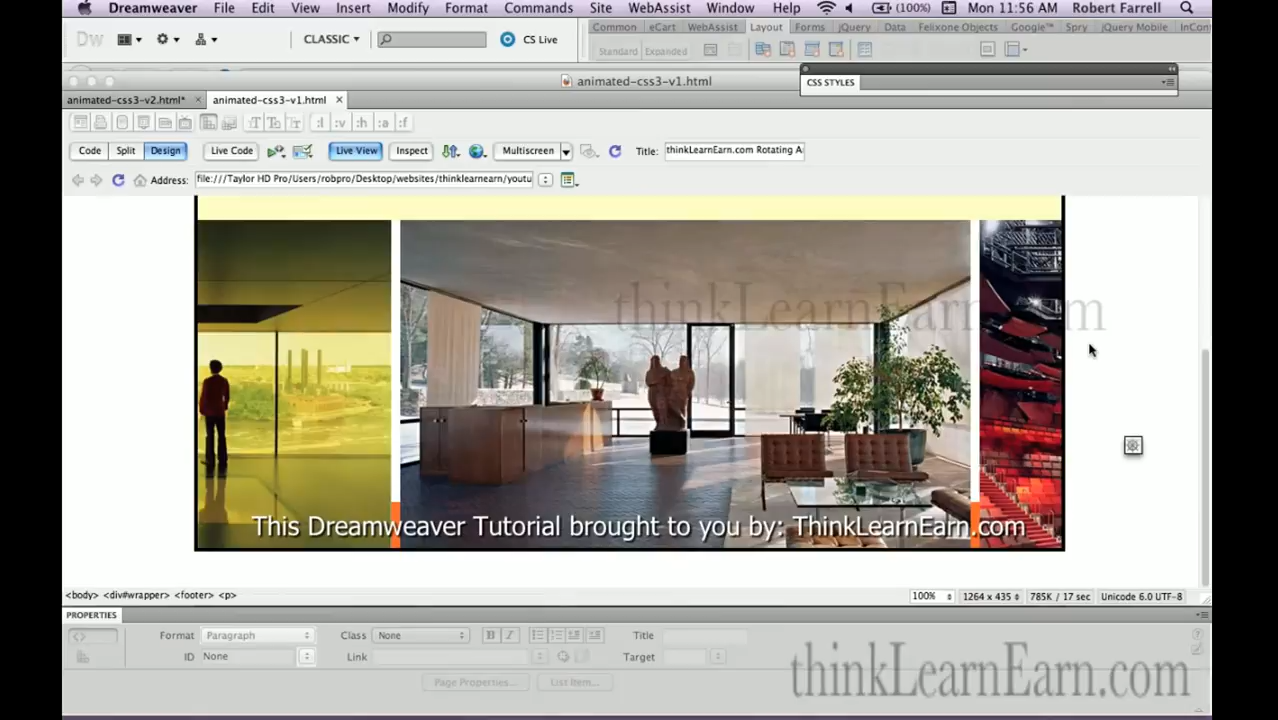 Dreamweaver File Edit View Insert Modify Format Commands Site WebAssist Window Help (100%) Mon 11:56 AM Robert Farrell
Dw CLASSIC CS Live
Common eCart WebAssist Layout Forms jQuery Data Felixone Objects Google™ Spry jQuery Mobile InCon
Standard Expanded
animated-css3-v1.html
CSS STYLES
animated-css3-v2.html* × animated-css3-v1.html ×
Code Split Design Live Code Live View Inspect Multiscreen Title: thinkLearnEarn.com Rotating A
Address: file:///Taylor HD Pro/Users/robpro/Desktop/websites/thinklearnearn/youtu
thinkLearnEarn.com
This Dreamweaver Tutorial brought to you by: ThinkLearnEarn.com
<body> <div#wrapper> <footer> <p> 100% 1264 x 435 785K / 17 sec Unicode 6.0 UTF-8
PROPERTIES
<> Format Paragraph Class None B I Title
ID None Link Target
Page Properties... List Item...
thinkLearnEarn.com